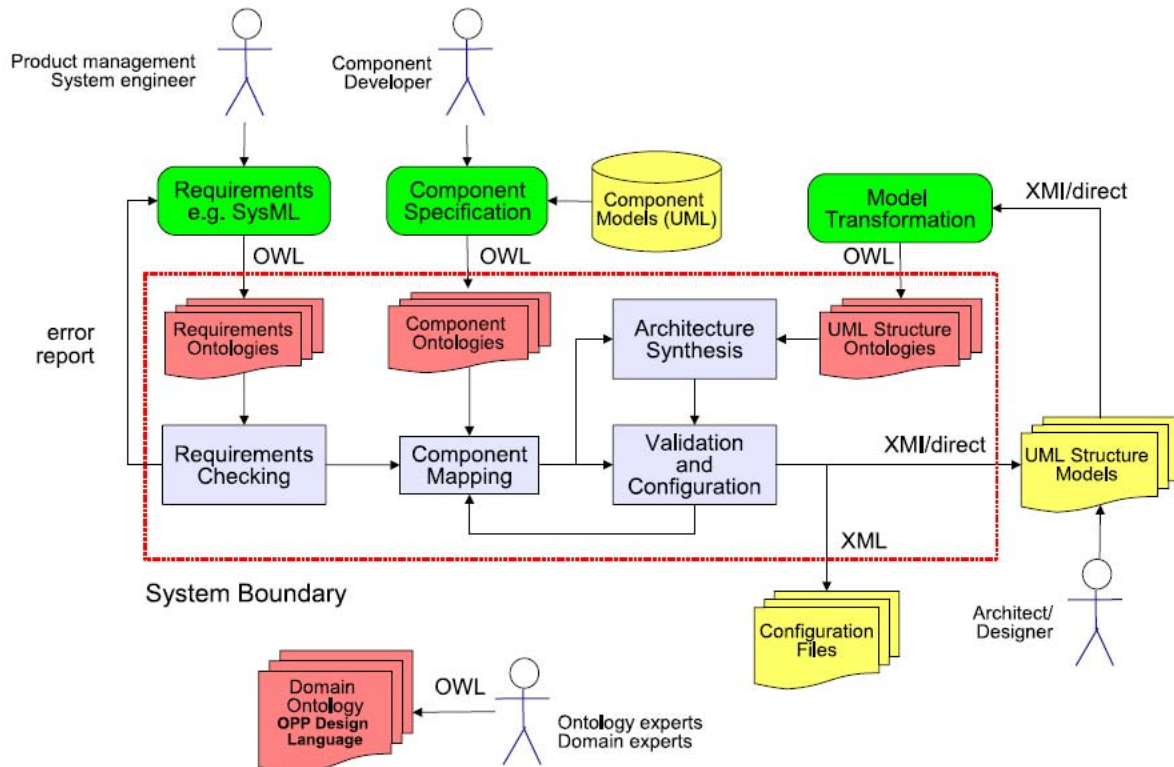 Product management
System engineer
Component
Developer
Requirements
e.g. SysML
Component
Specification
Component
Models (UML)
Model
Transformation
XMI/direct
OWL
OWL
OWL
error
report
Requirements
Ontologies
Component
Ontologies
Architecture
Synthesis
UML Structure
Ontologies
Requirements
Checking
Component
Mapping
Validation
and
Configuration
XMI/direct
UML Structure
Models
XML
System Boundary
Configuration
Files
Architect/
Designer
Domain
Ontology
OPP Design
Language
OWL
Ontology experts
Domain experts